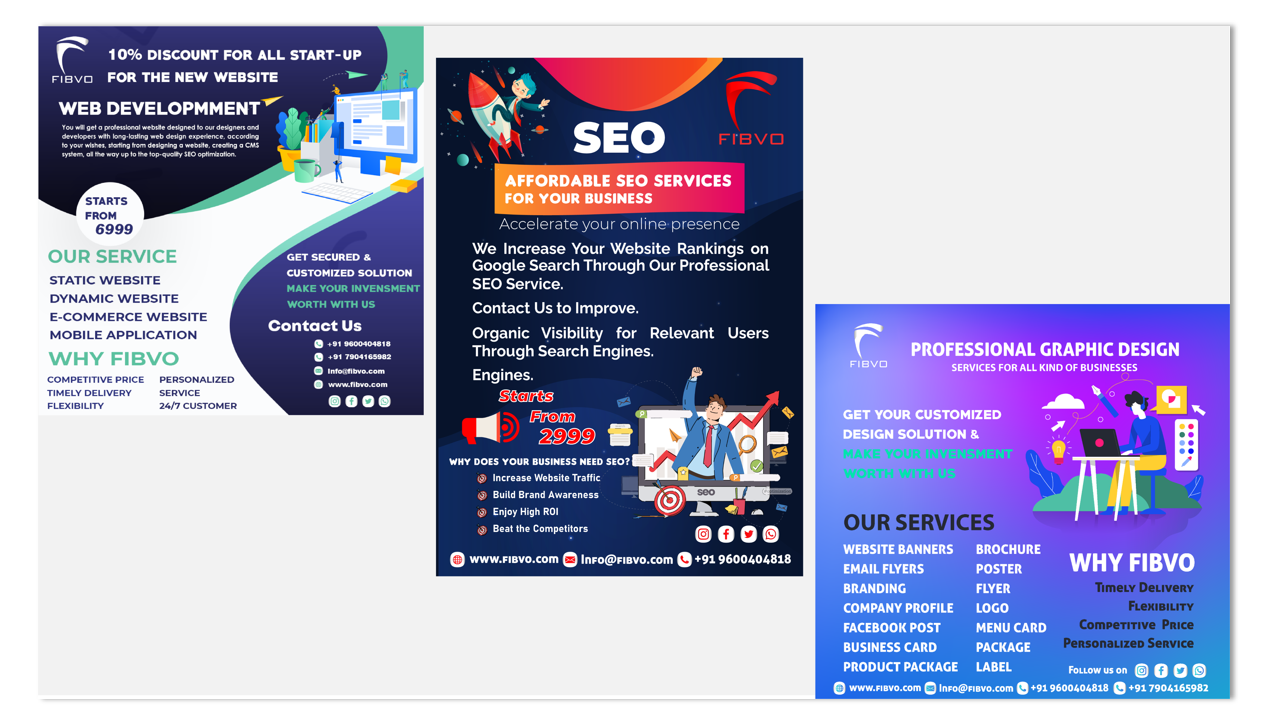 FIBVO
10% DISCOUNT FOR ALL START-UP
FOR THE NEW WEBSITE
WEB DEVELOPMMENT
You will get a professional website designed to our designers and
developers with long-lasting web design experience, according
to your wishes, starting from designing a website, creating a CMS
system, all the way up to the top-quality SEO optimization.
STARTS
FROM
6999
OUR SERVICE
STATIC WEBSITE
DYNAMIC WEBSITE
E-COMMERCE WEBSITE
MOBILE APPLICATION
WHY FIBVO
COMPETITIVE PRICE
TIMELY DELIVERY
FLEXIBILITY
PERSONALIZED
SERVICE
24/7 CUSTOMER
GET SECURED &
CUSTOMIZED SOLUTION
MAKE YOUR INVENSMENT
WORTH WITH US
Contact Us
+91 9600404818
+91 7904165982
Info@fibvo.com
www.fibvo.com
FIBVO
SEO
AFFORDABLE SEO SERVICES
FOR YOUR BUSINESS
Accelerate your online presence
We Increase Your Website Rankings on
Google Search Through Our Professional
SEO Service.
Contact Us to Improve.
Organic Visibility for Relevant Users
Through Search Engines.
Engines.
Starts
From
2999
WHY DOES YOUR BUSINESS NEED SEO?
Increase Website Traffic
Build Brand Awareness
Enjoy High ROI
Beat the Competitors
seo
www.fibvo.com Info@fibvo.com +91 9600404818
FIBVO
PROFESSIONAL GRAPHIC DESIGN
SERVICES FOR ALL KIND OF BUSINESSES
GET YOUR CUSTOMIZED
DESIGN SOLUTION &
MAKE YOUR INVENSMENT
WORTH WITH US
OUR SERVICES
WEBSITE BANNERS
EMAIL FLYERS
BRANDING
COMPANY PROFILE
FACEBOOK POST
BUSINESS CARD
PRODUCT PACKAGE
BROCHURE
POSTER
FLYER
LOGO
MENU CARD
PACKAGE
LABEL
WHY FIBVO
Timely Delivery
Flexibility
Competitive Price
Personalized Service
Follow us on
www.fibvo.com Info@fibvo.com +91 9600404818 +91 7904165982